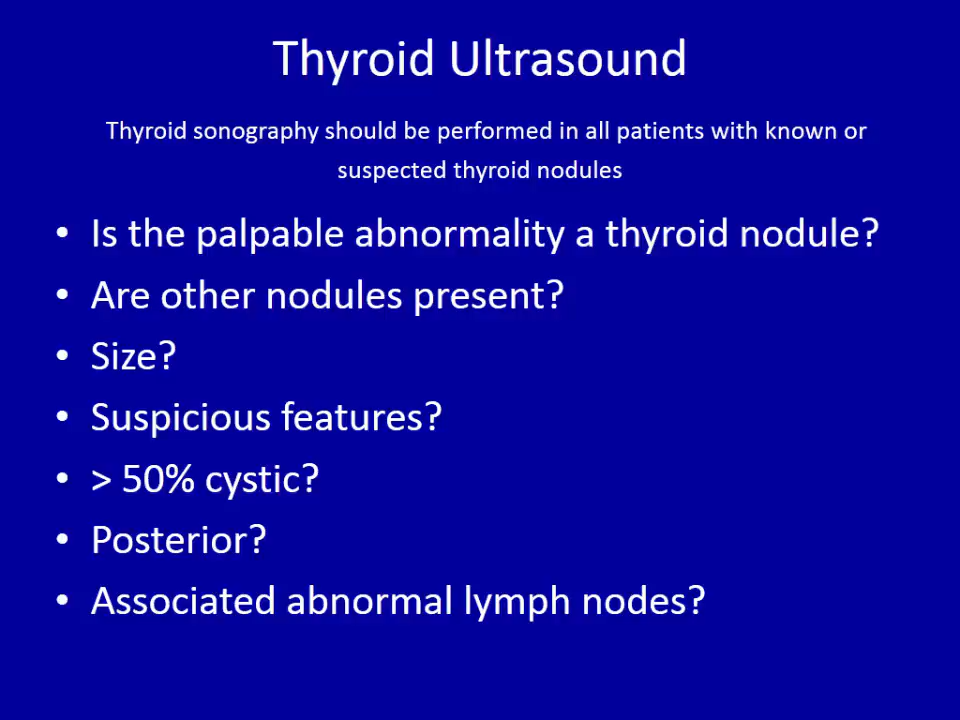 Thyroid Ultrasound
Thyroid sonography should be performed in all patients with known or
suspected thyroid nodules
• Is the palpable abnormality a thyroid nodule?
• Are other nodules present?
• Size?
• Suspicious features?
• > 50% cystic?
• Posterior?
• Associated abnormal lymph nodes?